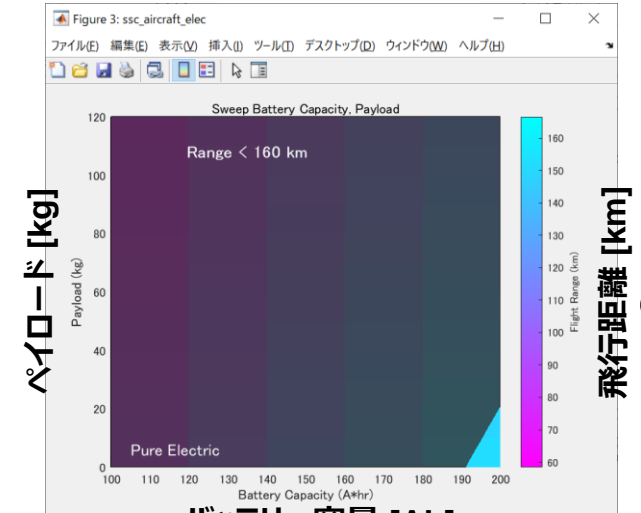 Figure 3: ssc_aircraft_elec
ファイル(F) 編集(E) 表示(V) 挿入(I) ツール(T) デスクトップ(D) ウィンドウ(W) ヘルプ(H)
Sweep Battery Capacity, Payload
Range < 160 km
Pure Electric
120
100
80
60
40
20
0
100 110 120 130 140 150 160 170 180 190 200
Battery Capacity (A*hr)
Payload (kg)
ペイロード [kg]
160
150
140
130
120
110
100
90
80
70
60
Flight Range (km)
飛行距離 [km]